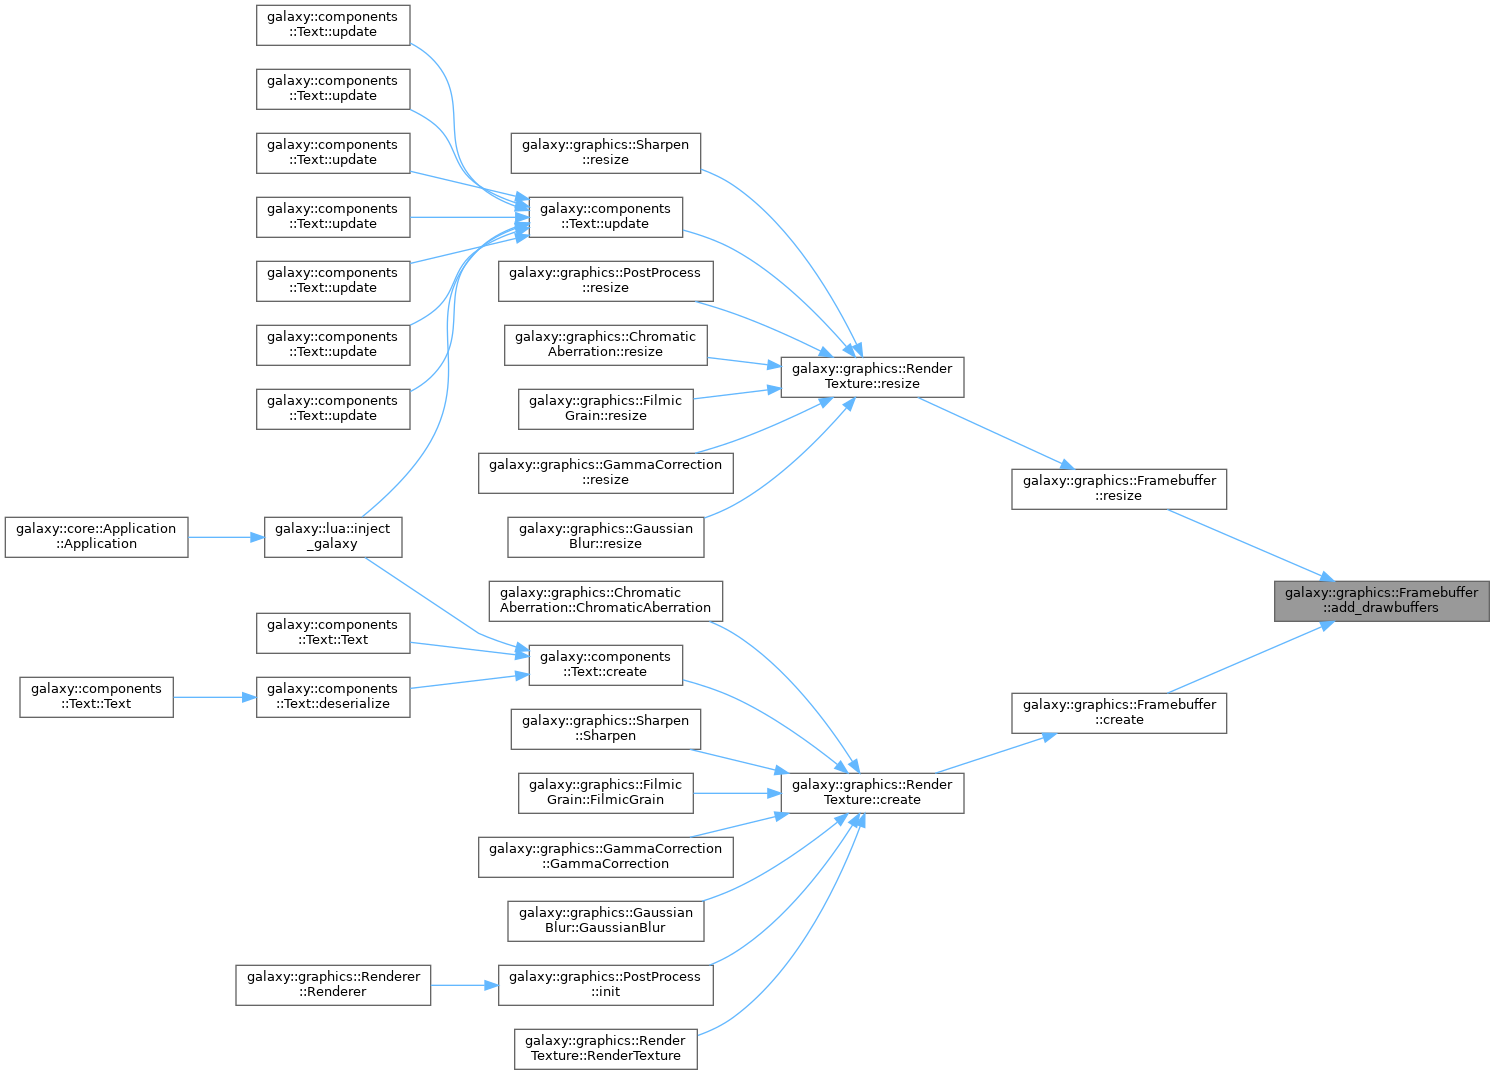 galaxy::components
::Text::update
galaxy::components
::Text::update
galaxy::components
::Text::update
galaxy::components
::Text::update
galaxy::components
::Text::update
galaxy::components
::Text::update
galaxy::components
::Text::update
galaxy::core::Application
::Application
galaxy::lua::inject
_galaxy
galaxy::components
::Text::Text
galaxy::components
::Text::Text
galaxy::components
::Text::deserialize
galaxy::graphics::Renderer
::Renderer
galaxy::graphics::Sharpen
::resize
galaxy::components
::Text::update
galaxy::graphics::PostProcess
::resize
galaxy::graphics::Chromatic
Aberration::resize
galaxy::graphics::Filmic
Grain::resize
galaxy::graphics::GammaCorrection
::resize
galaxy::graphics::Gaussian
Blur::resize
galaxy::graphics::Chromatic
Aberration::ChromaticAberration
galaxy::components
::Text::create
galaxy::graphics::Sharpen
::Sharpen
galaxy::graphics::Filmic
Grain::FilmicGrain
galaxy::graphics::GammaCorrection
::GammaCorrection
galaxy::graphics::Gaussian
Blur::GaussianBlur
galaxy::graphics::PostProcess
::init
galaxy::graphics::Render
Texture::RenderTexture
galaxy::graphics::Render
Texture::resize
galaxy::graphics::Render
Texture::create
galaxy::graphics::Framebuffer
::resize
galaxy::graphics::Framebuffer
::create
galaxy::graphics::Framebuffer
::add_drawbuffers